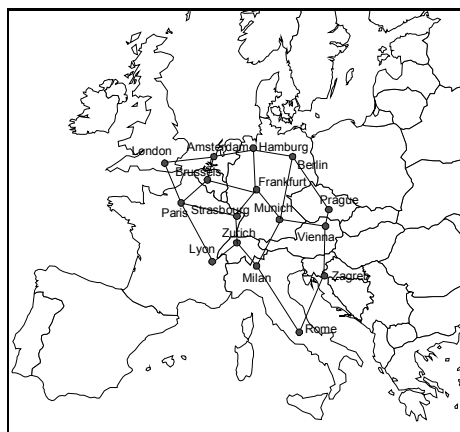 Amsterdam
Hamburg
London
Berlin
Brussels
Frankfurt
Prague
Paris
Strasbourg
Munich
Vienna
Zurich
Lyon
Milan
Zagreb
Rome